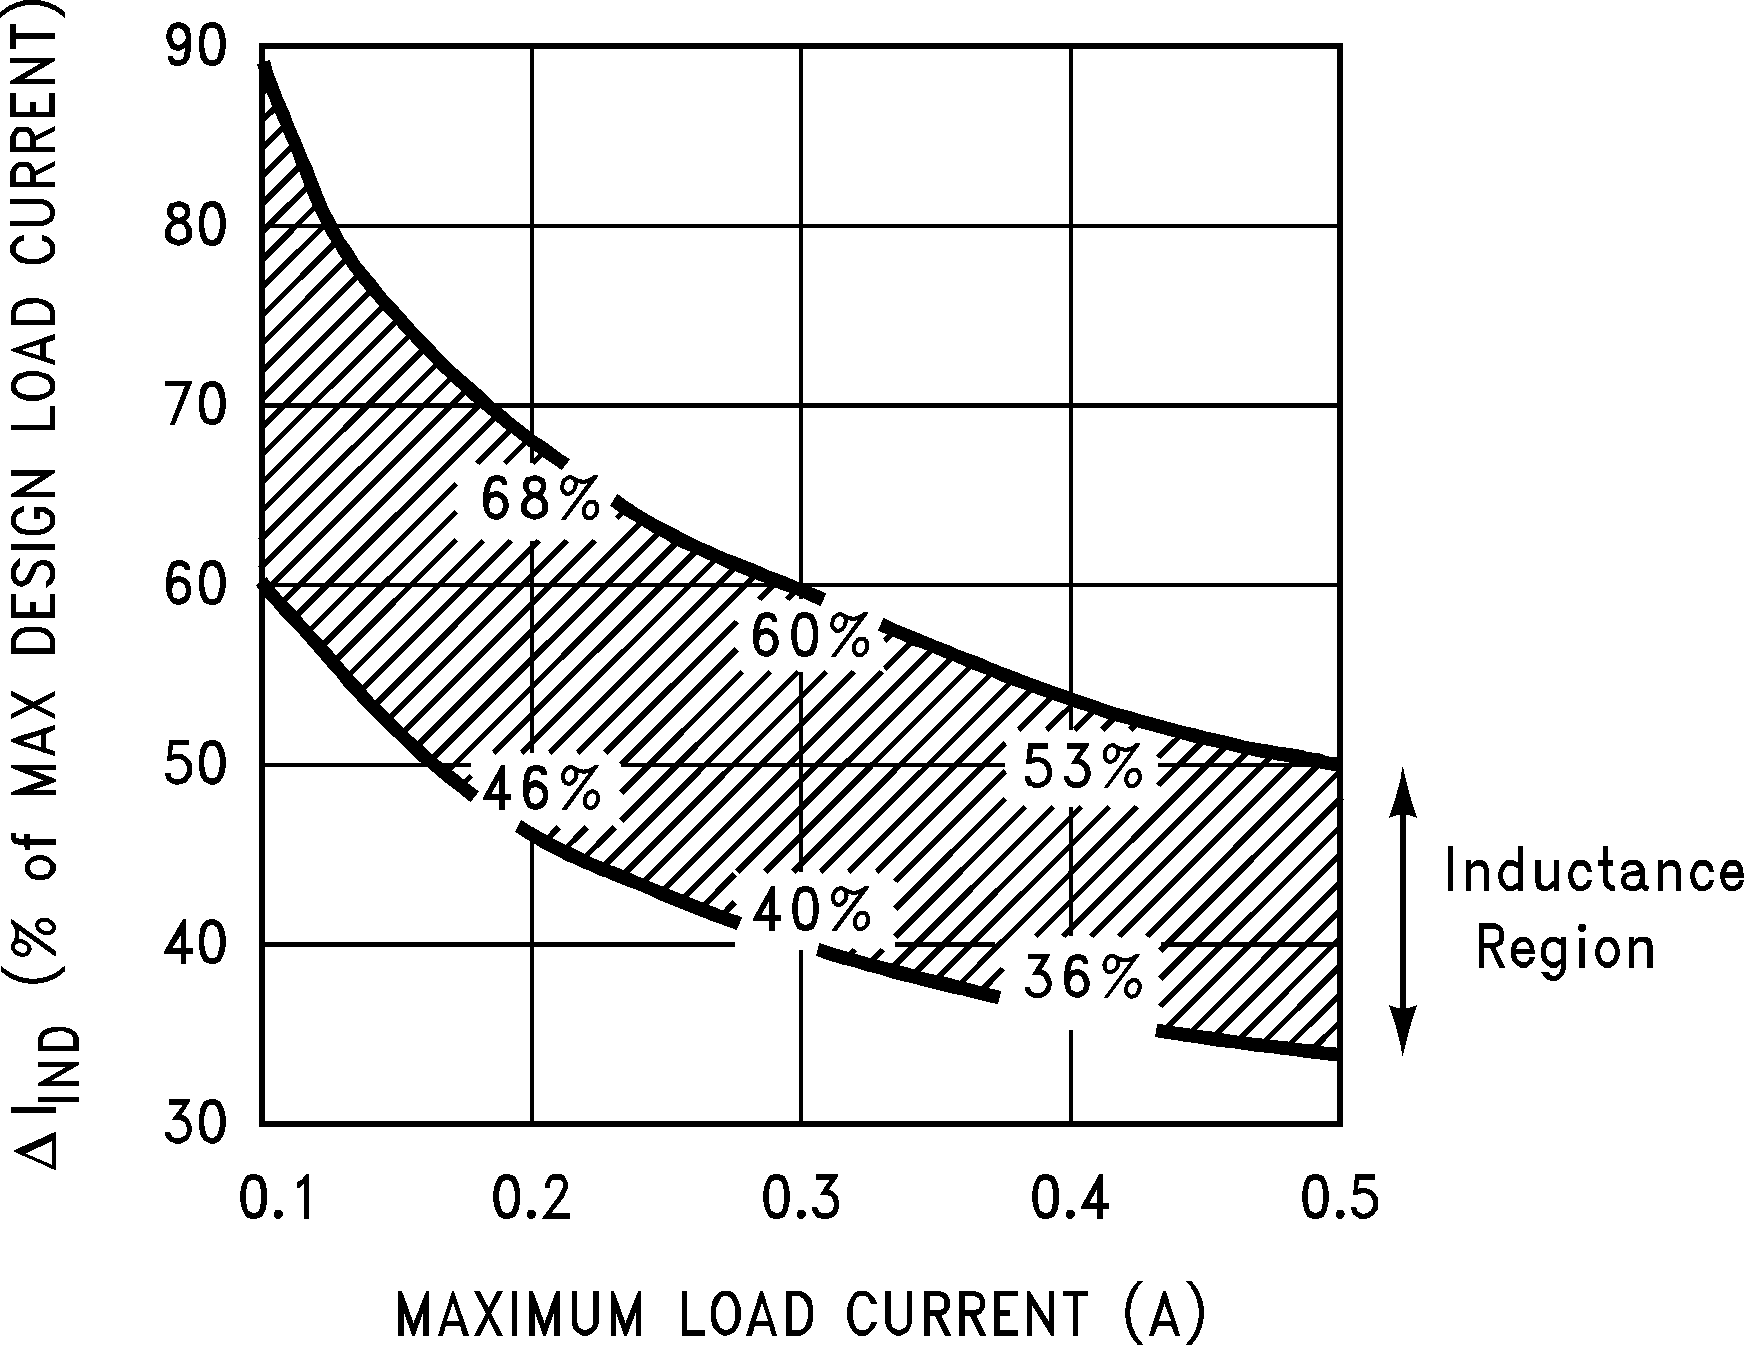 Δ IIND (% of MAX DESIGN LOAD CURRENT)
90
80
70
60
50
40
30
68%
60%
53%
46%
40%
36%
Inductance
Region
0.1 0.2 0.3 0.4 0.5
MAXIMUM LOAD CURRENT (A)